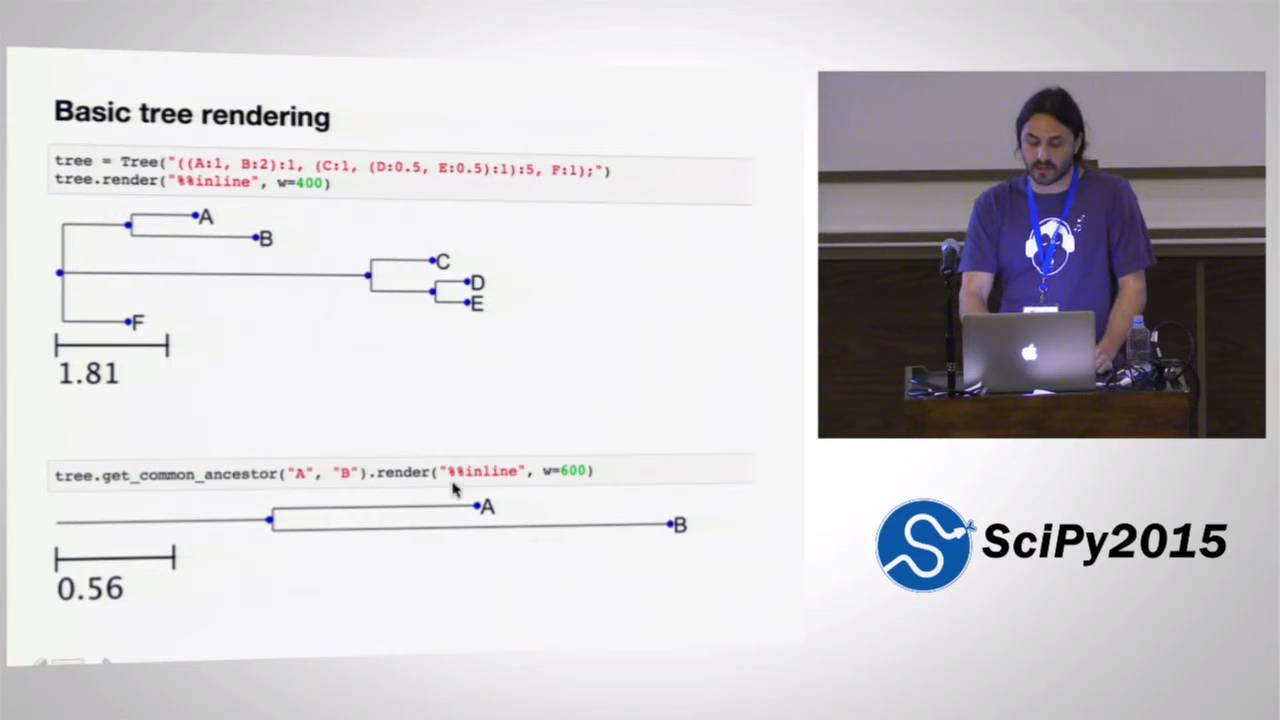 Basic tree rendering
tree = Tree("((A:1, B:2):1, (C:1, (D:0.5, E:0.5):1):5, F:1);")
tree.render("%%inline", w=400)
A
B
C
D
E
F
1.81
tree.get_common_ancestor("A", "B").render("%%inline", w=600)
A
B
0.56
SciPy2015